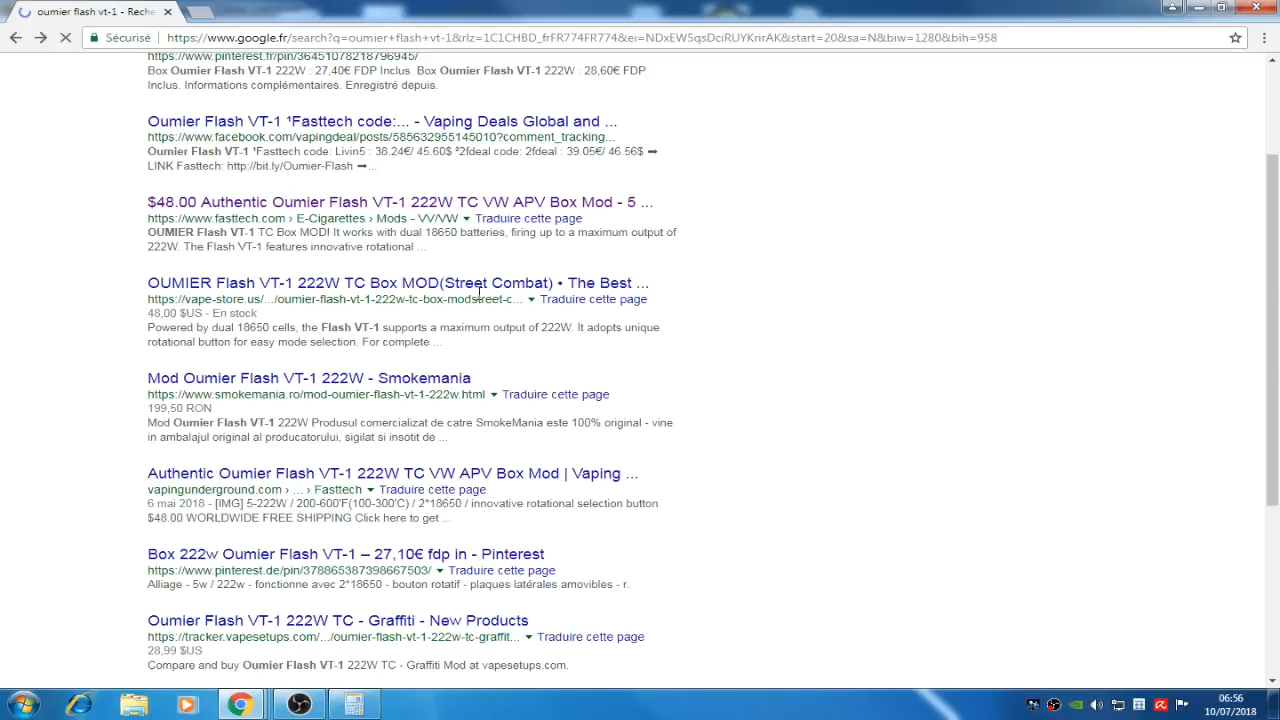 oumier flash vt-1 - Reche
Sécurisé
https://www.google.fr/search?q=oumier+flash+vt-1&rlz=1C1CHBD_frFR774FR774&ei=NDxEW5qsDciRUYKrirAK&start=20&sa=N&biw=1280&bih=958
https://www.pinterest.fr/pin/364510782187969​45/
Box Oumier Flash VT-1 222W : 27,40€ FDP Inclus. Box Oumier Flash VT-1 222W : 28,60€ FDP
Inclus. Informations complémentaires. Enregistré depuis.
Oumier Flash VT-1 ¹Fasttech code:... - Vaping Deals Global and ...
https://www.facebook.com/vapingdeal/posts/585632955145010?comment_tracking...
Oumier Flash VT-1 ¹Fasttech code: Livin5 : 38.24€/ 45.60$ ²2fdeal code: 2fdeal : 39.05€/ 46.56$ ➡
LINK Fasttech: http://bit.ly/Oumier-Flash ➡...
$48.00 Authentic Oumier Flash VT-1 222W TC VW APV Box Mod - 5 ...
https://www.fasttech.com › E-Cigarettes › Mods - VV/VW ▾ Traduire cette page
OUMIER Flash VT-1 TC Box MOD! It works with dual 18650 batteries, firing up to a maximum output of
222W. The Flash VT-1 features innovative rotational ...
OUMIER Flash VT-1 222W TC Box MOD(Street Combat) • The Best ...
https://vape-store.us/.../oumier-flash-vt-1-222w-tc-box-modstreet-c... ▾ Traduire cette page
48,00 $US - En stock
Powered by dual 18650 cells, the Flash VT-1 supports a maximum output of 222W. It adopts unique
rotational button for easy mode selection. For complete ...
Mod Oumier Flash VT-1 222W - Smokemania
https://www.smokemania.ro/mod-oumier-flash-vt-1-222w.html ▾ Traduire cette page
199,50 RON
Mod Oumier Flash VT-1 222W Produsul comercializat de catre SmokeMania este 100% original - vine
in ambalajul original al producatorului, sigilat si insotit de ...
Authentic Oumier Flash VT-1 222W TC VW APV Box Mod | Vaping ...
vapingunderground.com › ... › Fasttech ▾ Traduire cette page
6 mai 2018 - [IMG] 5-222W / 200-600'F(100-300'C) / 2*18650 / innovative rotational selection button
$48.00 WORLDWIDE FREE SHIPPING Click here to get ...
Box 222w Oumier Flash VT-1 – 27,10€ fdp in - Pinterest
https://www.pinterest.de/pin/378865387398667503/ ▾ Traduire cette page
Alliage - 5w / 222w - fonctionne avec 2*18650 - bouton rotatif - plaques latérales amovibles - r.
Oumier Flash VT-1 222W TC - Graffiti - New Products
https://tracker.vapesetups.com/.../oumier-flash-vt-1-222w-tc-graffit... ▾ Traduire cette page
28,99 $US
Compare and buy Oumier Flash VT-1 222W TC - Graffiti Mod at vapesetups.com.
06:56
10/07/2018